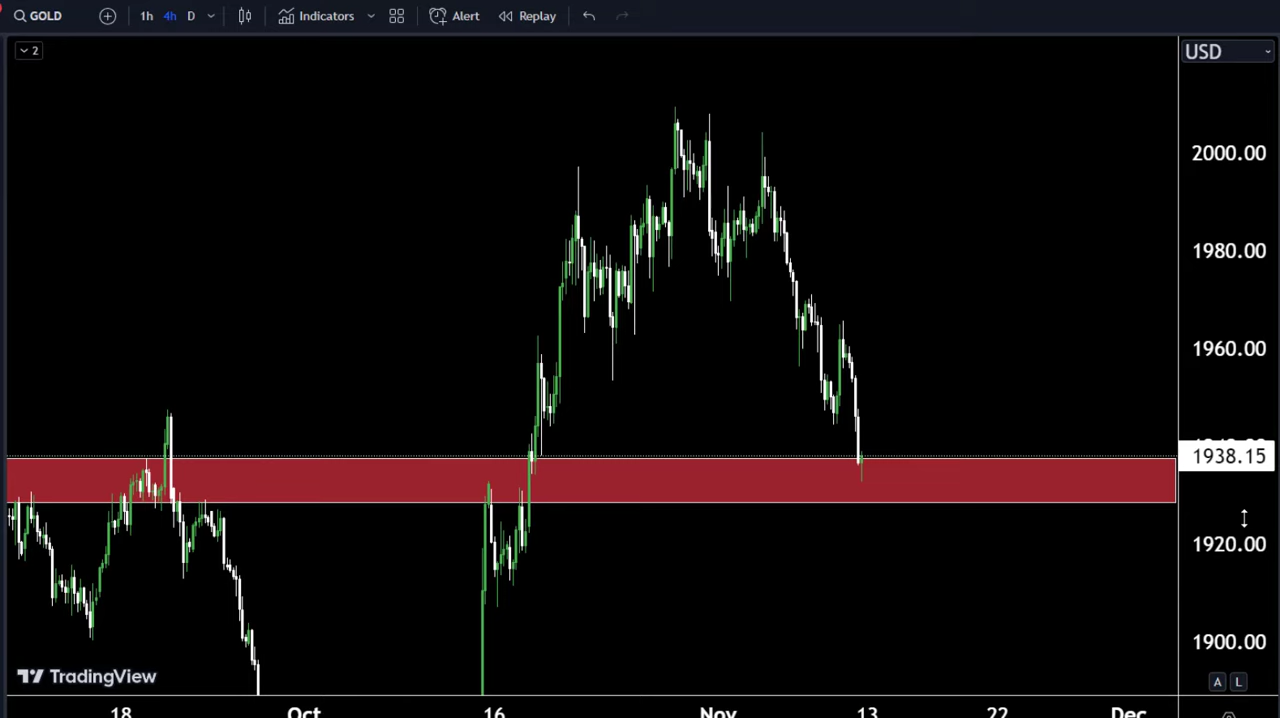 GOLD 1h 4h D Indicators Alert Replay
2
USD
2000.00
1980.00
1960.00
1938.15
1920.00
1900.00
TradingView
A L
18 Oct 16 Nov 13 22 Dec